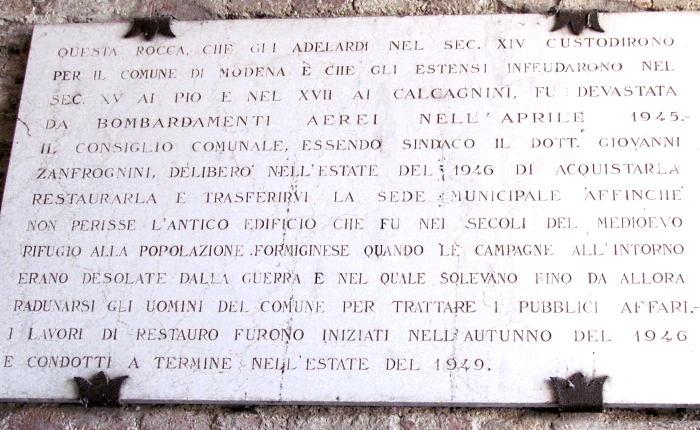 QUESTA ROCCA, CHE GLI ADELARDI NEL SEC. XIV CUSTODIRONO
PER IL COMUNE DI MODENA E CHE GLI ESTENSI INFEUDARONO NEL
SEC. XV AI PIO E NEL XVII AI CALCAGNINI, FU DEVASTATA
DA BOMBARDAMENTI AEREI NELL'APRILE 1945.-
IL CONSIGLIO COMUNALE, ESSENDO SINDACO IL DOTT. GIOVANNI
ZANFROGNINI, DELIBERO' NELL'ESTATE DEL 1946 DI ACQUISTARLA
RESTAURARLA E TRASFERIRVI LA SEDE MUNICIPALE AFFINCHE'
NON PERISSE L'ANTICO EDIFICIO CHE FU NEI SECOLI DEL MEDIOEVO
RIFUGIO ALLA POPOLAZIONE FORMIGINESE QUANDO LE CAMPAGNE ALL'INTORNO
ERANO DESOLATE DALLA GUERRA E NEL QUALE SOLEVANO FINO DA ALLORA
RADUNARSI GLI UOMINI DEL COMUNE PER TRATTARE I PUBBLICI AFFARI.-
I LAVORI DI RESTAURO FURONO INIZIATI NELL'AUTUNNO DEL 1946
E CONDOTTI A TERMINE NELL'ESTATE DEL 1949.